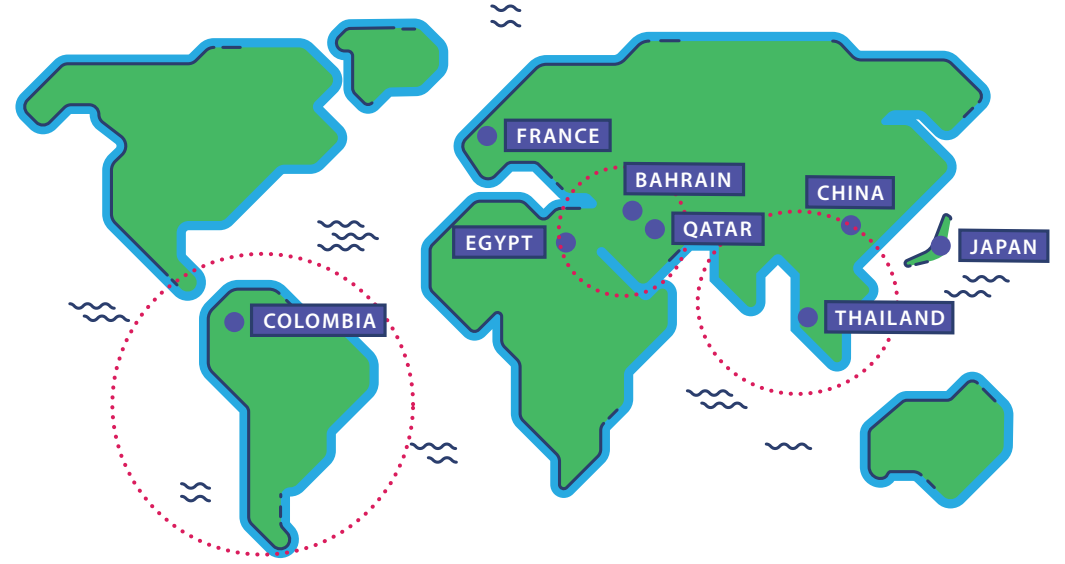 FRANCE
BAHRAIN
CHINA
QATAR
EGYPT
JAPAN
COLOMBIA
THAILAND